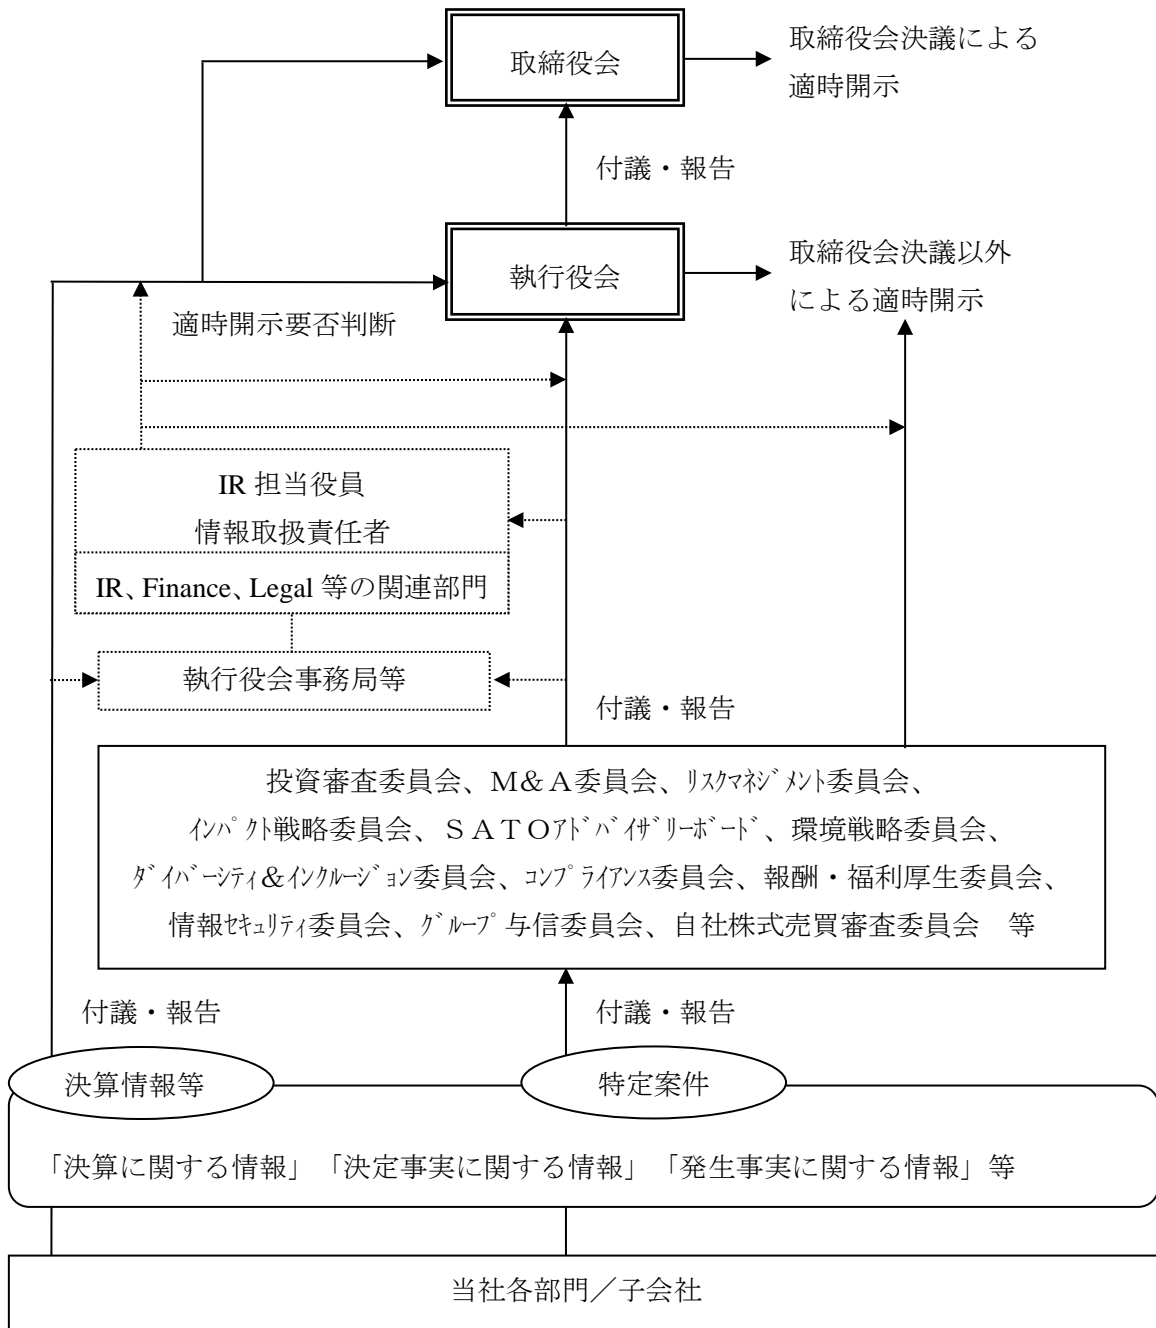 取締役会
取締役会決議による
適時開示
付議・報告
執行役会
取締役会決議以外
による適時開示
適時開示要否判断
IR 担当役員
情報取扱責任者
IR、Finance、Legal 等の関連部門
執行役会事務局等
付議・報告
投資審査委員会、M&A委員会、ﾘｽｸﾏﾈｼﾞﾒﾝﾄ委員会、
ｲﾝﾊﾟｸﾄ戦略委員会、ＳＡＴＯｱﾄﾞﾊﾞｲｻﾞﾘｰﾎﾞｰﾄﾞ、環境戦略委員会、
ﾀﾞｲﾊﾞｰｼﾃｨ&ｲﾝｸﾙｰｼﾞｮﾝ委員会、ｺﾝﾌﾟﾗｲｱﾝｽ委員会、報酬・福利厚生委員会、
情報ｾｷｭﾘﾃｨ委員会、ｸﾞﾙｰﾌﾟ与信委員会、自社株式売買審査委員会　等
付議・報告
付議・報告
決算情報等
特定案件
「決算に関する情報」「決定事実に関する情報」「発生事実に関する情報」等
当社各部門／子会社